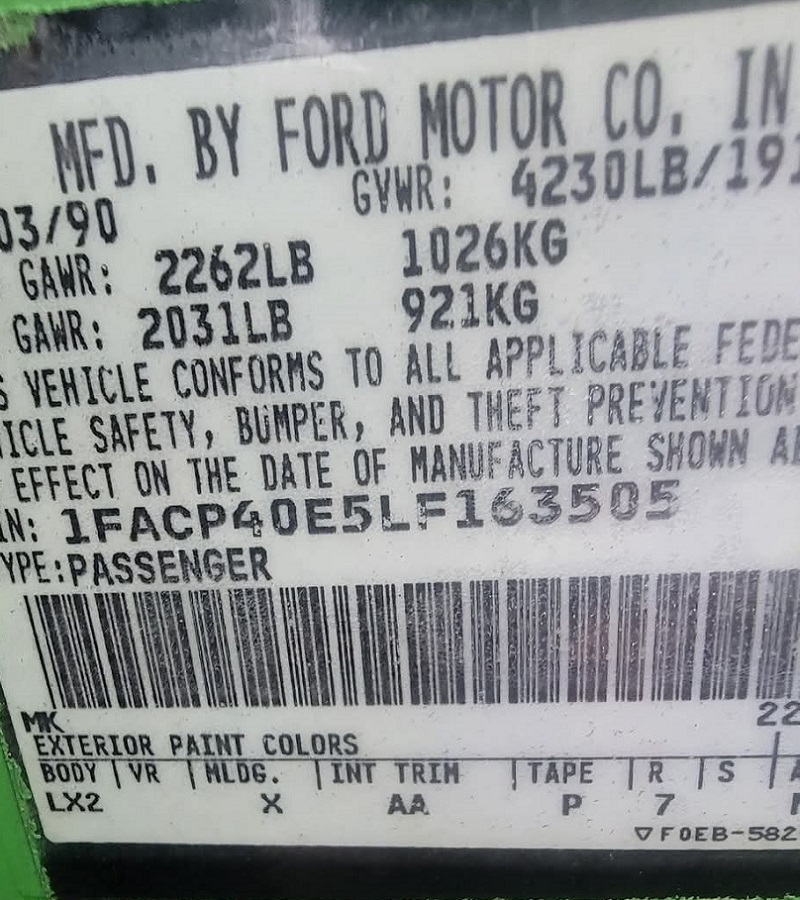 MFD. BY FORD MOTOR CO. IN
03/90 GVWR: 4230LB/191
GAWR: 2262LB 1026KG
GAWR: 2031LB 921KG
S VEHICLE CONFORMS TO ALL APPLICABLE FEDE
ICLE SAFETY, BUMPER, AND THEFT PREVENTION
EFFECT ON THE DATE OF MANUFACTURE SHOWN A
IN: 1FACP40E5LF163505
YPE:PASSENGER
MK 22
EXTERIOR PAINT COLORS
BODY | VR | MLDG. | INT TRIM | TAPE | R | S | A
LX2 X AA P 7
▽F0EB-582